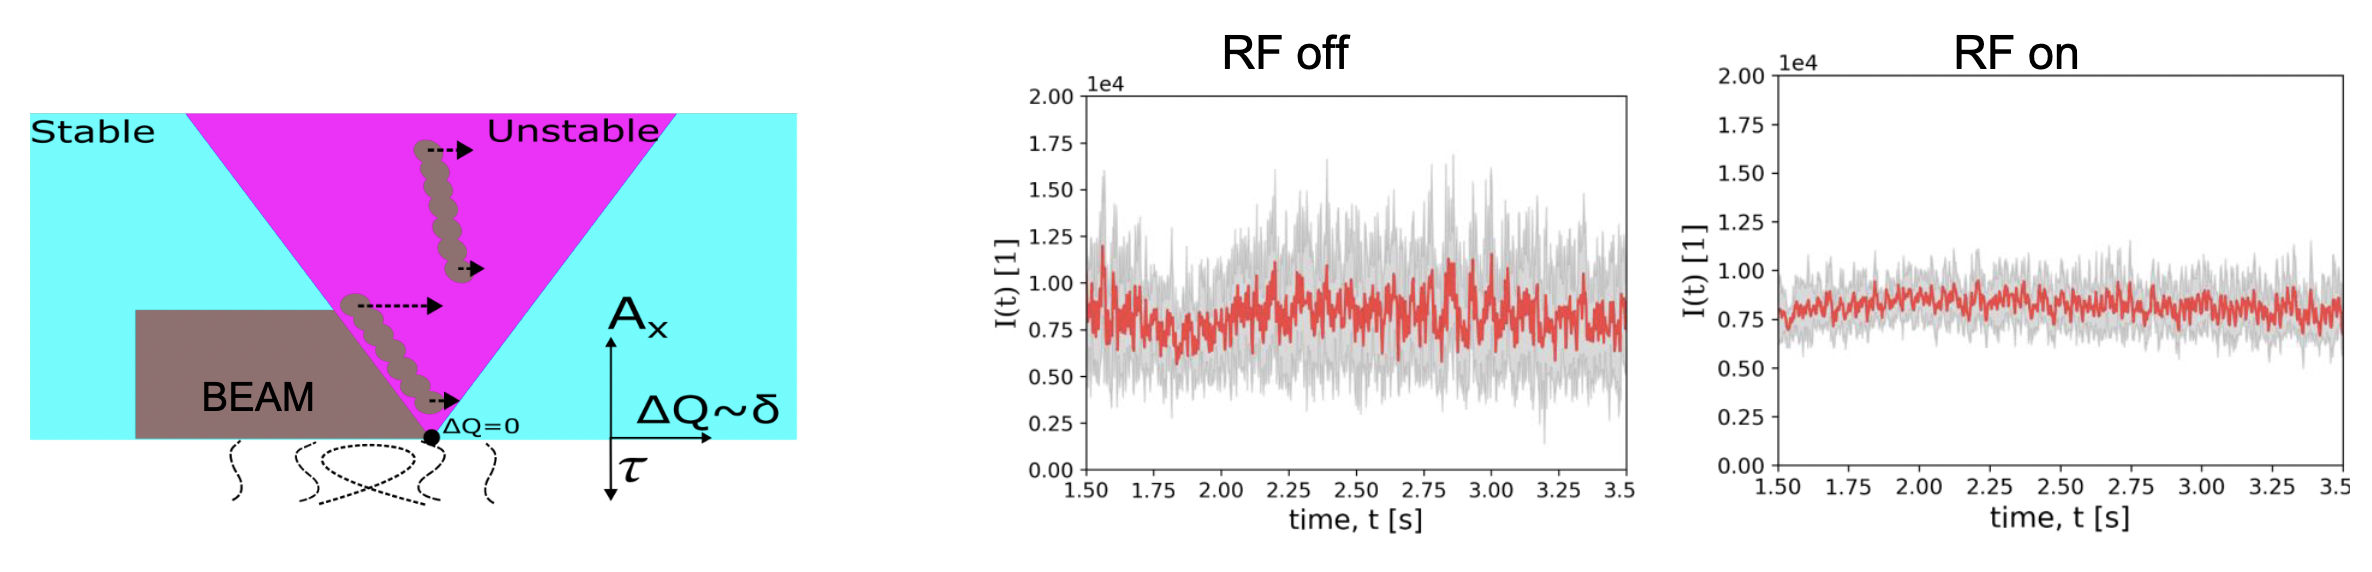 Stable
Unstable
BEAM
ΔQ=0
Aₓ
ΔQ~δ
τ
RF off
1e4
2.00
1.75
1.50
1.25
1.00
0.75
0.50
0.25
0.00
I(t) [1]
1.50 1.75 2.00 2.25 2.50 2.75 3.00 3.25 3.5
time, t [s]
RF on
1e4
2.00
1.75
1.50
1.25
1.00
0.75
0.50
0.25
0.00
I(t) [1]
1.50 1.75 2.00 2.25 2.50 2.75 3.00 3.25 3.5
time, t [s]